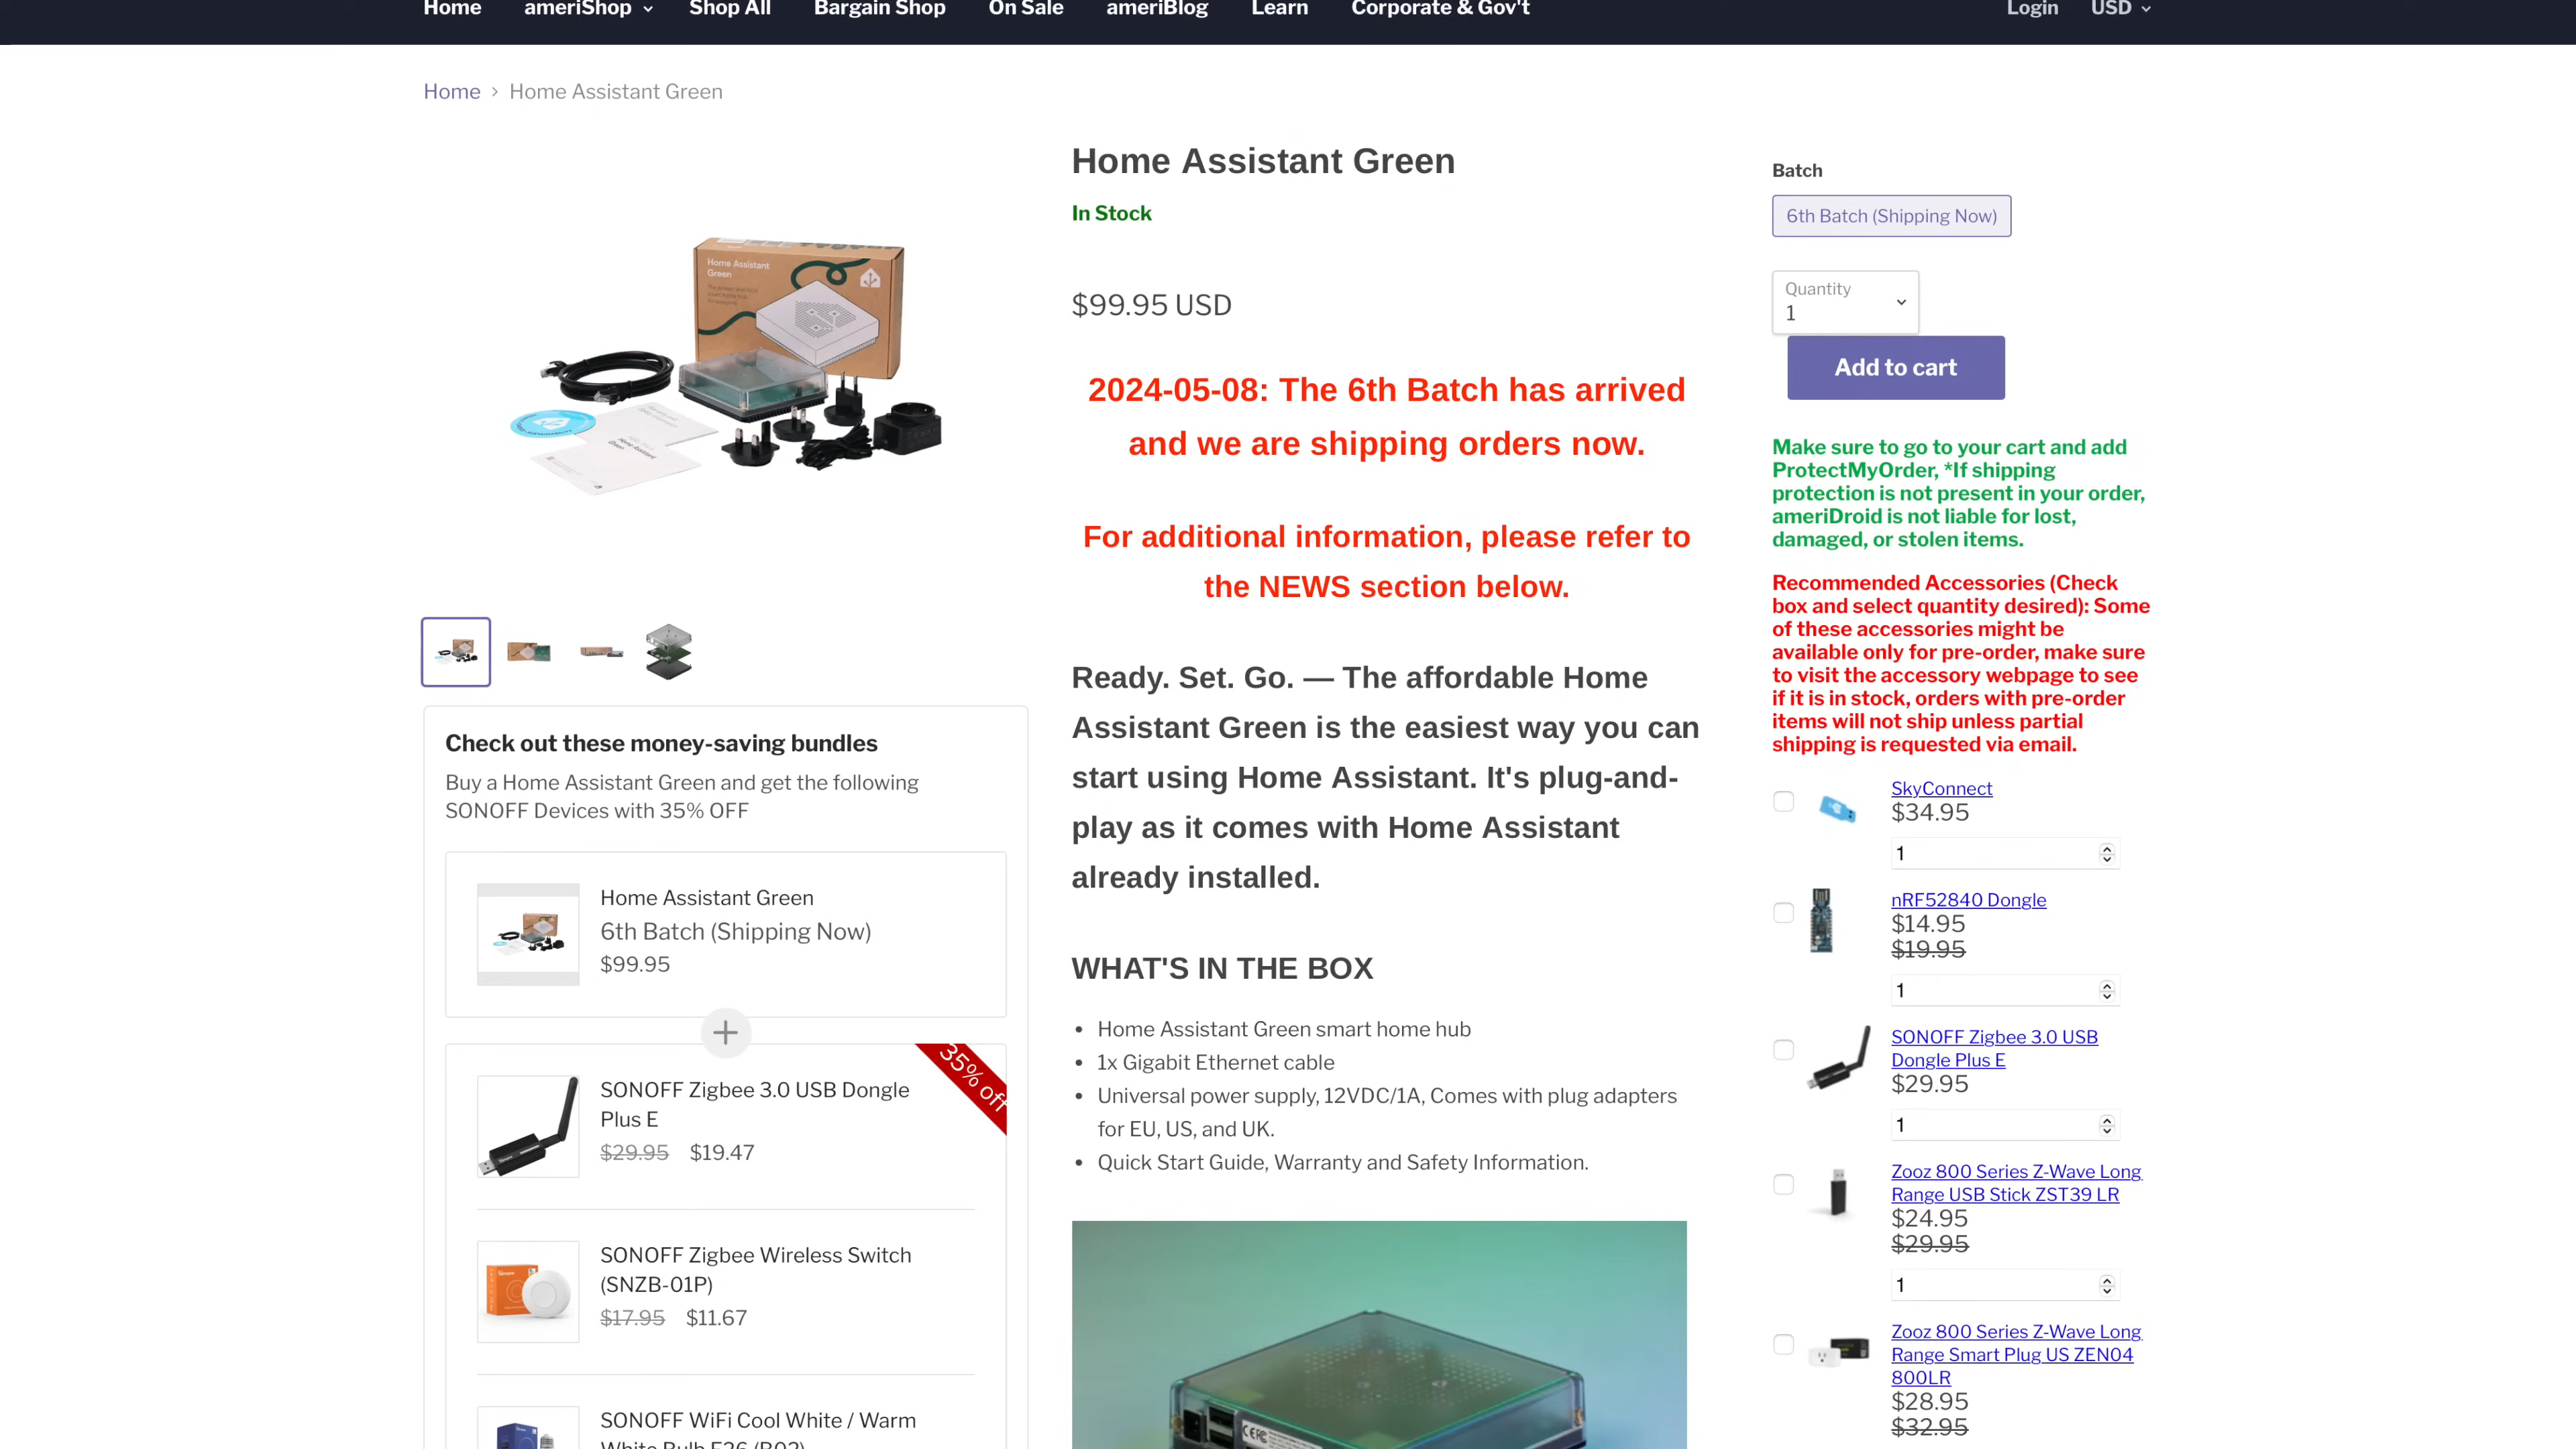 Home ameriShop Shop All Bargain Shop On Sale ameriBlog Learn Corporate & Gov't Login USD
Home > Home Assistant Green
Home Assistant
Green
Home Assistant Green
In Stock
$99.95 USD
2024-05-08: The 6th Batch has arrived
and we are shipping orders now.
For additional information, please refer to
the NEWS section below.
Ready. Set. Go. — The affordable Home
Assistant Green is the easiest way you can
start using Home Assistant. It's plug-and-
play as it comes with Home Assistant
already installed.
WHAT'S IN THE BOX
• Home Assistant Green smart home hub
• 1x Gigabit Ethernet cable
• Universal power supply, 12VDC/1A, Comes with plug adapters
for EU, US, and UK.
• Quick Start Guide, Warranty and Safety Information.
Check out these money-saving bundles
Buy a Home Assistant Green and get the following
SONOFF Devices with 35% OFF
Home Assistant Green
6th Batch (Shipping Now)
$99.95
35% off
SONOFF Zigbee 3.0 USB Dongle
Plus E
$29.95 $19.47
SONOFF Zigbee Wireless Switch
(SNZB-01P)
$17.95 $11.67
SONOFF WiFi Cool White / Warm
White Bulb E26 (B02)
Batch
6th Batch (Shipping Now)
Quantity
1
Add to cart
Make sure to go to your cart and add
ProtectMyOrder, *If shipping
protection is not present in your order,
ameriDroid is not liable for lost,
damaged, or stolen items.
Recommended Accessories (Check
box and select quantity desired): Some
of these accessories might be
available only for pre-order, make sure
to visit the accessory webpage to see
if it is in stock, orders with pre-order
items will not ship unless partial
shipping is requested via email.
SkyConnect
$34.95
1
nRF52840 Dongle
$14.95
$19.95
1
SONOFF Zigbee 3.0 USB
Dongle Plus E
$29.95
1
Zooz 800 Series Z-Wave Long
Range USB Stick ZST39 LR
$24.95
$29.95
1
Zooz 800 Series Z-Wave Long
Range Smart Plug US ZEN04
800LR
$28.95
$32.95